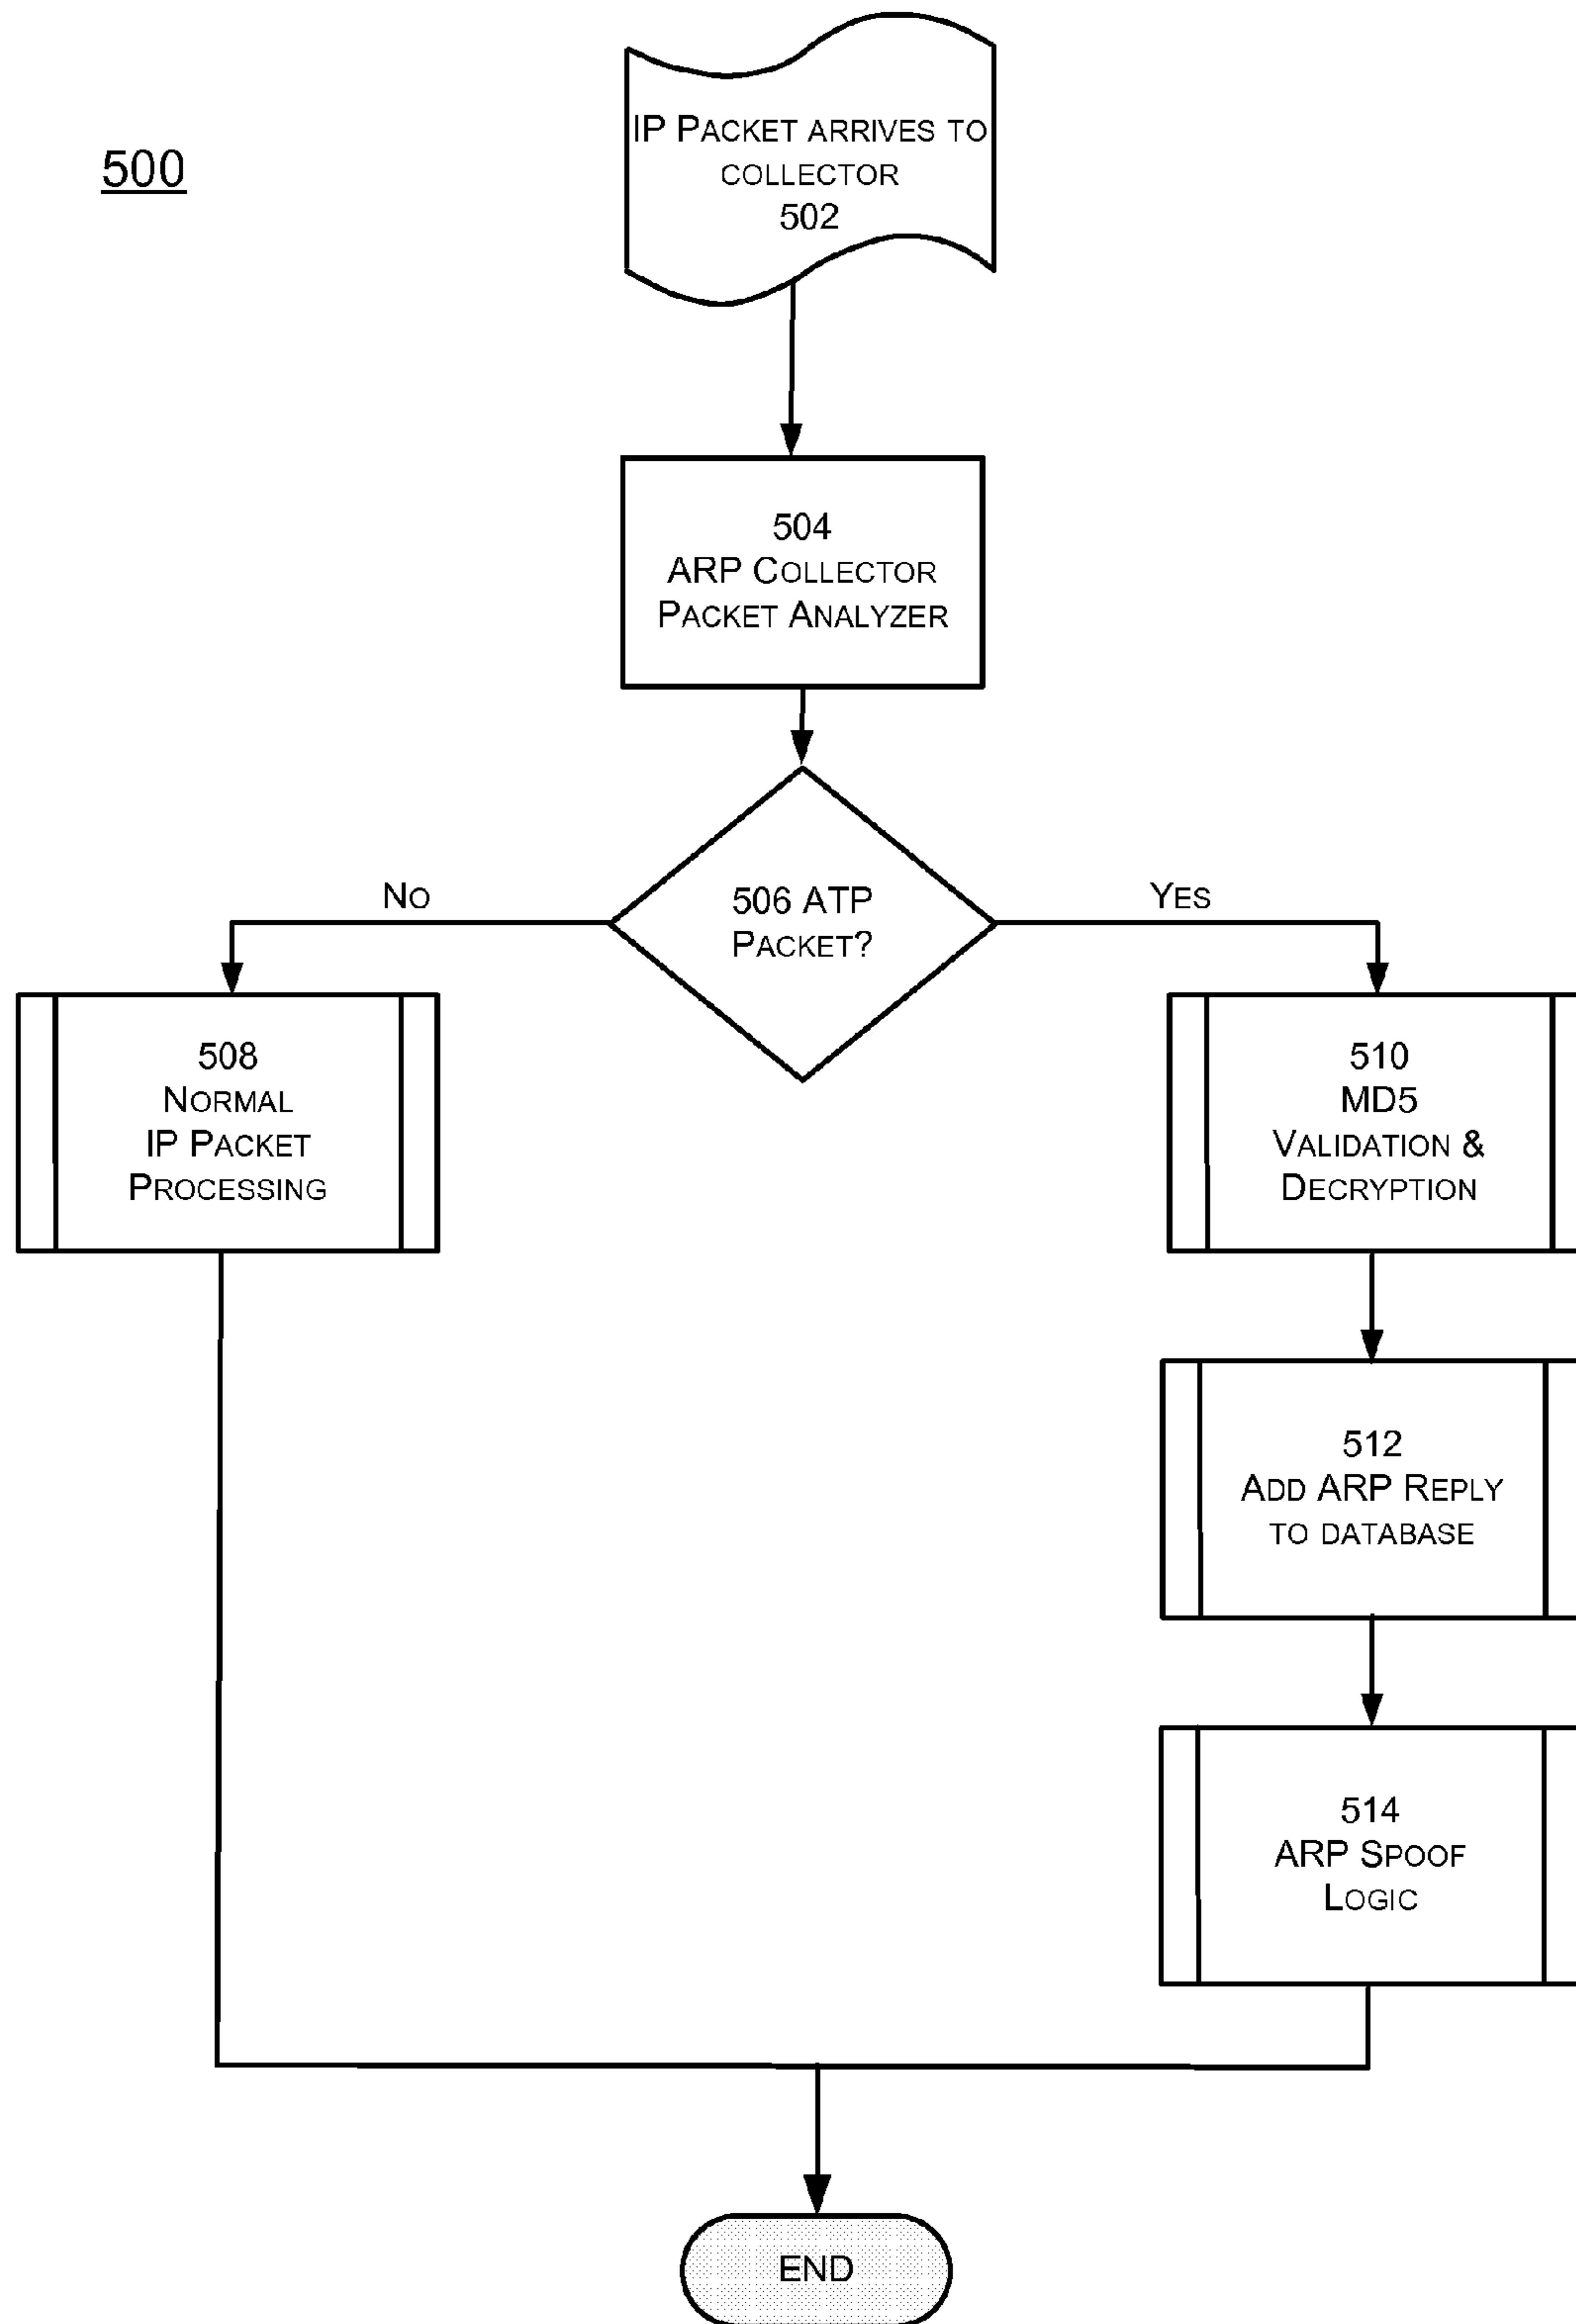 500
IP Packet arrives to
collector
502
504
ARP Collector
Packet Analyzer
506 ATP
Packet?
No
Yes
508
Normal
IP Packet
Processing
510
MD5
Validation &
Decryption
512
Add ARP Reply
to database
514
ARP Spoof
Logic
END